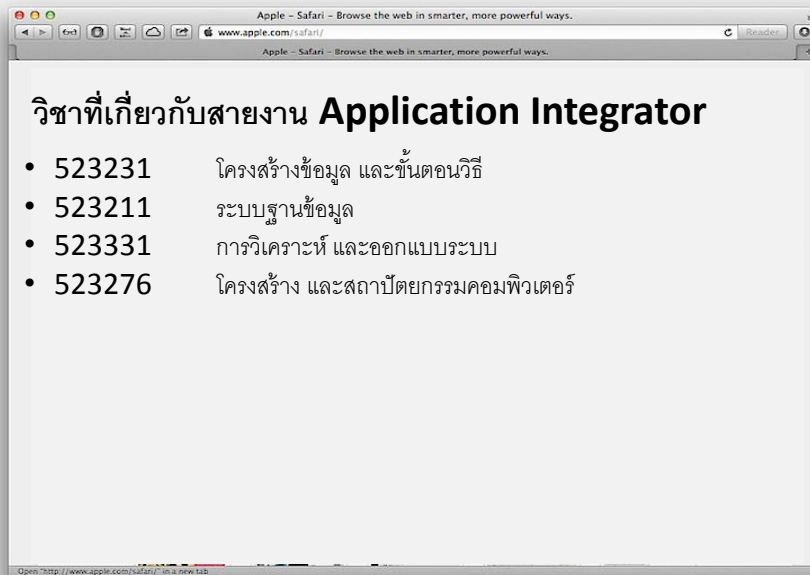 Apple – Safari – Browse the web in smarter, more powerful ways.
www.apple.com/safari/
Reader
Apple – Safari – Browse the web in smarter, more powerful ways.
วิชาที่เกี่ยวกับสายงาน Application Integrator
• 523231 โครงสร้างข้อมูล และขั้นตอนวิธี
• 523211 ระบบฐานข้อมูล
• 523331 การวิเคราะห์ และออกแบบระบบ
• 523276 โครงสร้าง และสถาปัตยกรรมคอมพิวเตอร์
Open "http://www.apple.com/safari/" in a new tab